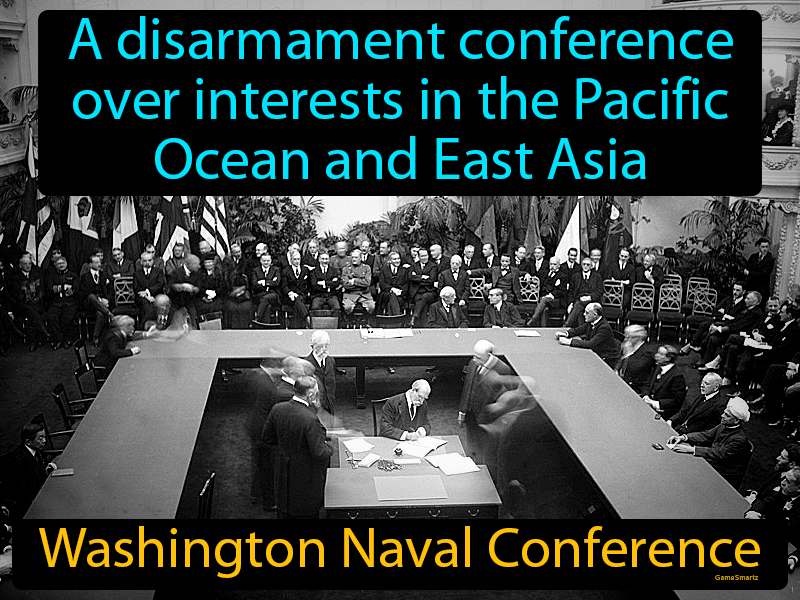 A disarmament conference
over interests in the Pacific
Ocean and East Asia
Washington Naval Conference
GameSmartz